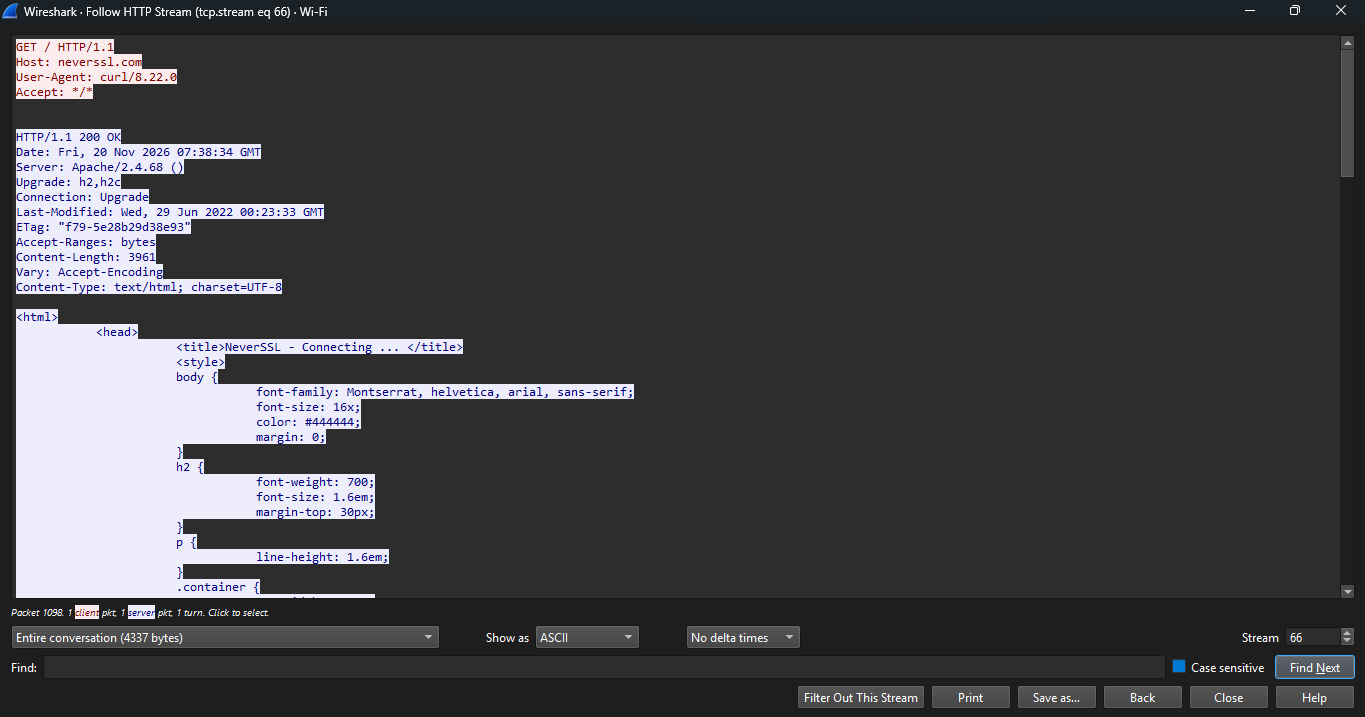 Wireshark · Follow HTTP Stream (tcp.stream eq 66) · Wi-Fi
GET / HTTP/1.1
Host: neverssl.com
User-Agent: curl/8.22.0
Accept: */*
HTTP/1.1 200 OK
Date: Fri, 20 Nov 2026 07:38:34 GMT
Server: Apache/2.4.68 ()
Upgrade: h2,h2c
Connection: Upgrade
Last-Modified: Wed, 29 Jun 2022 00:23:33 GMT
ETag: "f79-5e28b29d38e93"
Accept-Ranges: bytes
Content-Length: 3961
Vary: Accept-Encoding
Content-Type: text/html; charset=UTF-8
<html>
<head>
<title>NeverSSL - Connecting ... </title>
<style>
body {
font-family: Montserrat, helvetica, arial, sans-serif;
font-size: 16x;
color: #444444;
margin: 0;
}
h2 {
font-weight: 700;
font-size: 1.6em;
margin-top: 30px;
}
p {
line-height: 1.6em;
}
.container {
Packet 1098. 1 client pkt, 1 server pkt, 1 turn. Click to select.
Entire conversation (4337 bytes) Show as ASCII No delta times Stream 66
Find: Case sensitive Find Next
Filter Out This Stream Print Save as... Back Close Help